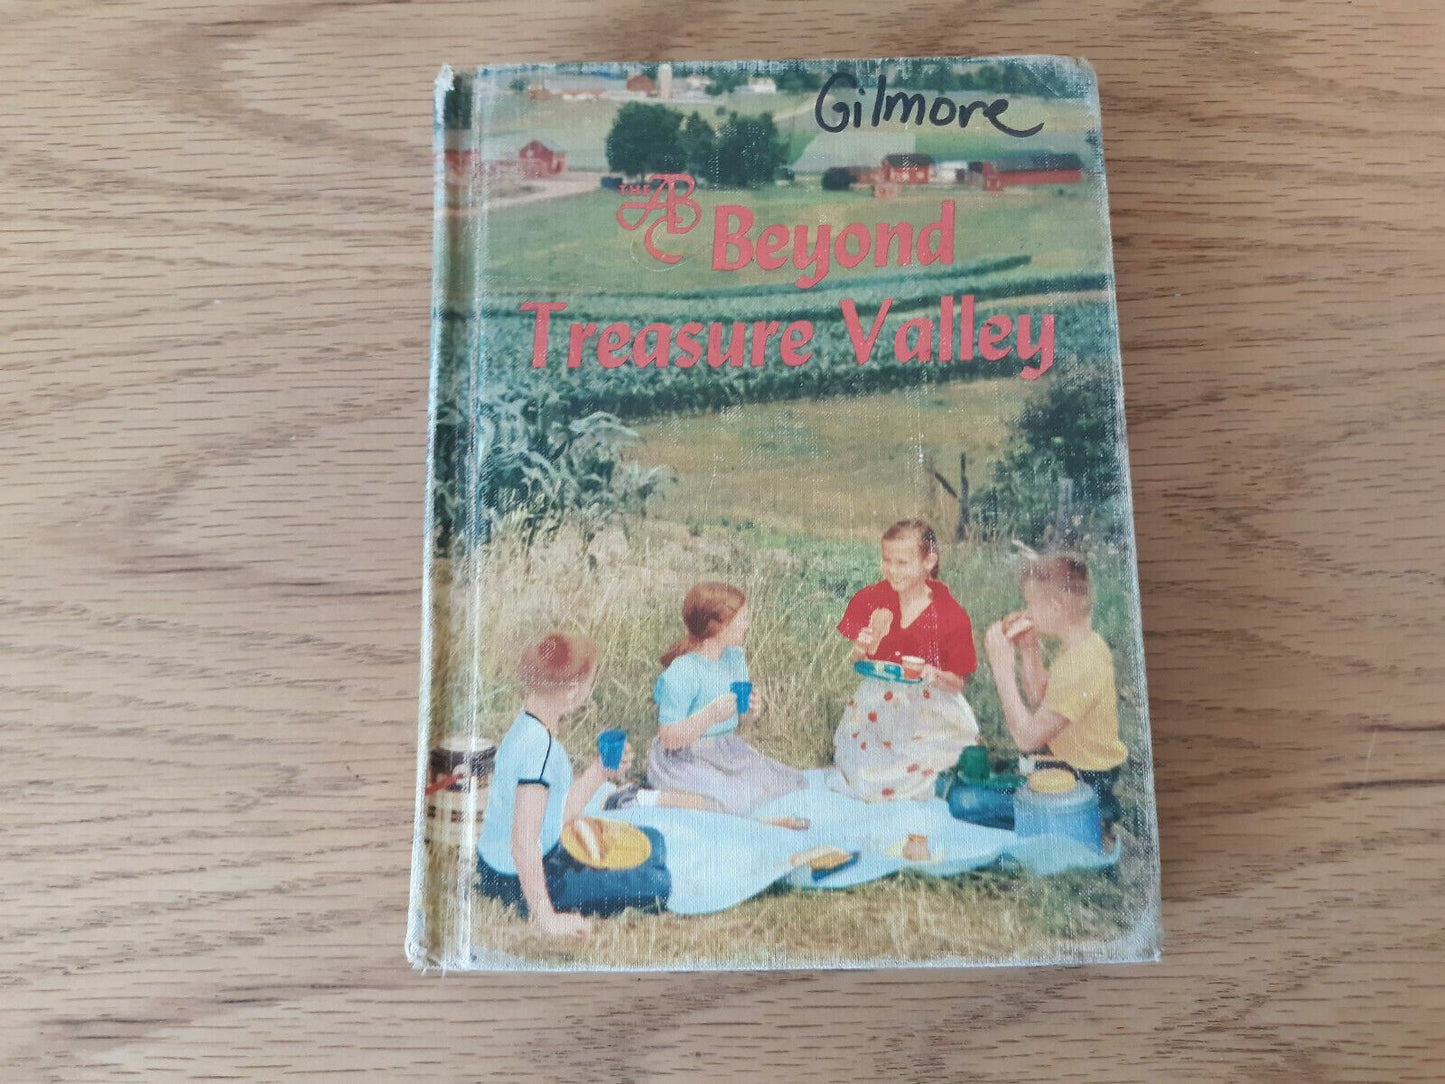 Gilmore
THE ABC Beyond
Treasure Valley